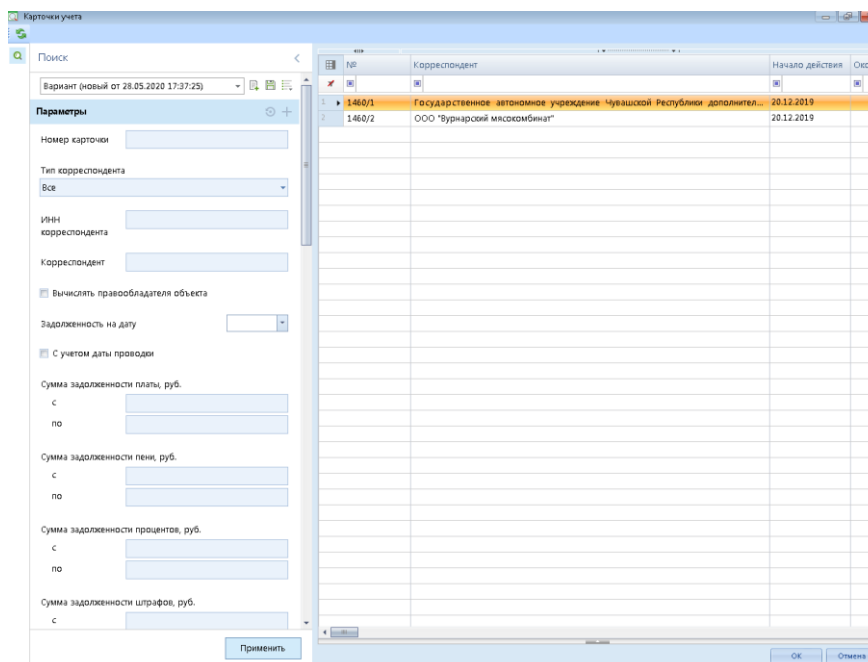 Карточки учета
Поиск
Вариант (новый от 28.05.2020 17:37:25)
Параметры
Номер карточки
Тип корреспондента
Все
ИНН
корреспондента
Корреспондент
Вычислять правообладателя объекта
Задолженность на дату
С учетом даты проводки
Сумма задолженности платы, руб.
с
по
Сумма задолженности пени, руб.
с
по
Сумма задолженности процентов, руб.
с
по
Сумма задолженности штрафов, руб.
с
Применить
№ Корреспондент Начало действия Око
1 1460/1 Государственное автономное учреждение Чувашской Республики дополнител... 20.12.2019
2 1460/2 ООО "Вурнарский мясокомбинат" 20.12.2019
ОК Отмена